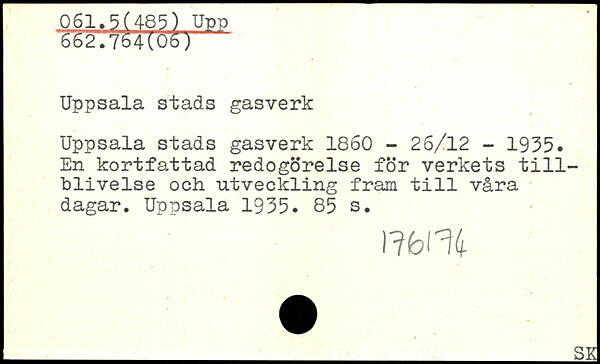 061.5(485) Upp
662.764(06)
Uppsala stads gasverk
Uppsala stads gasverk 1860 - 26/12 - 1935.
En kortfattad redogörelse för verkets till-
blivelse och utveckling fram till våra
dagar. Uppsala 1935. 85 s.
176174
SK